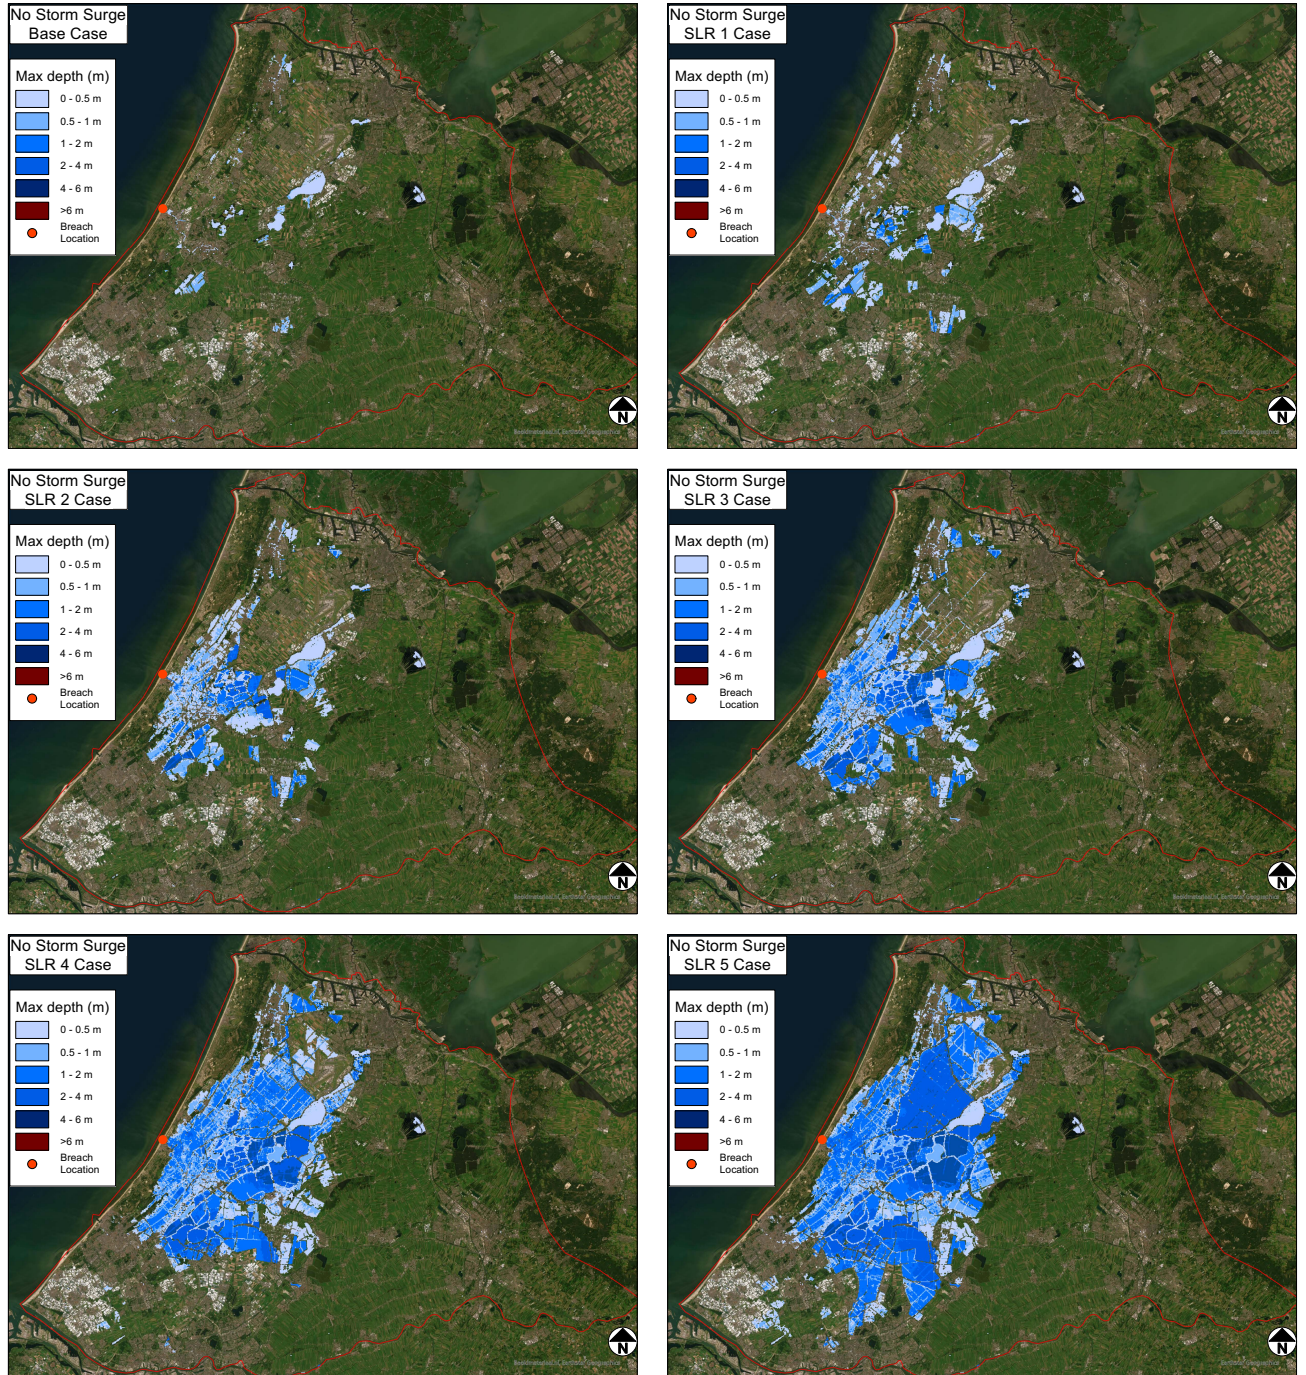 No Storm Surge
Base Case
Max depth (m)
0 - 0.5 m
0.5 - 1 m
1 - 2 m
2 - 4 m
4 - 6 m
>6 m
Breach
Location
N
No Storm Surge
SLR 1 Case
Max depth (m)
0 - 0.5 m
0.5 - 1 m
1 - 2 m
2 - 4 m
4 - 6 m
>6 m
Breach
Location
N
No Storm Surge
SLR 2 Case
Max depth (m)
0 - 0.5 m
0.5 - 1 m
1 - 2 m
2 - 4 m
4 - 6 m
>6 m
Breach
Location
N
No Storm Surge
SLR 3 Case
Max depth (m)
0 - 0.5 m
0.5 - 1 m
1 - 2 m
2 - 4 m
4 - 6 m
>6 m
Breach
Location
N
No Storm Surge
SLR 4 Case
Max depth (m)
0 - 0.5 m
0.5 - 1 m
1 - 2 m
2 - 4 m
4 - 6 m
>6 m
Breach
Location
N
No Storm Surge
SLR 5 Case
Max depth (m)
0 - 0.5 m
0.5 - 1 m
1 - 2 m
2 - 4 m
4 - 6 m
>6 m
Breach
Location
N